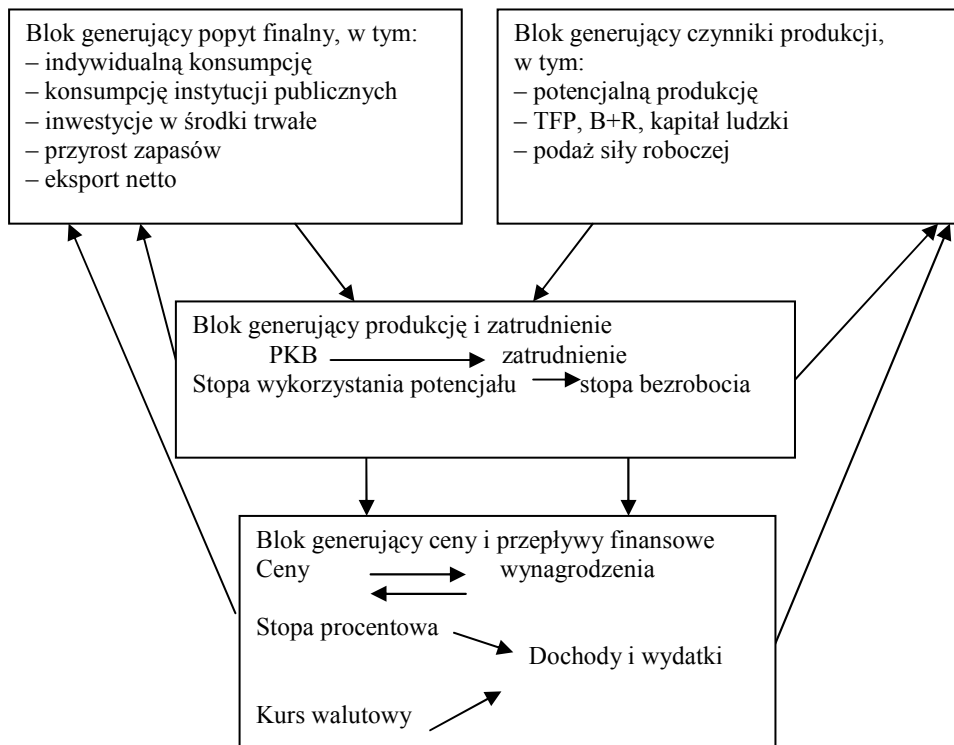 Blok generujący popyt finalny, w tym:
– indywidualną konsumpcję
– konsumpcję instytucji publicznych
– inwestycje w środki trwałe
– przyrost zapasów
– eksport netto
Blok generujący czynniki produkcji,
w tym:
– potencjalną produkcję
– TFP, B+R, kapitał ludzki
– podaż siły roboczej
Blok generujący produkcję i zatrudnienie
PKB zatrudnienie
Stopa wykorzystania potencjału stopa bezrobocia
Blok generujący ceny i przepływy finansowe
Ceny wynagrodzenia
Stopa procentowa
Dochody i wydatki
Kurs walutowy